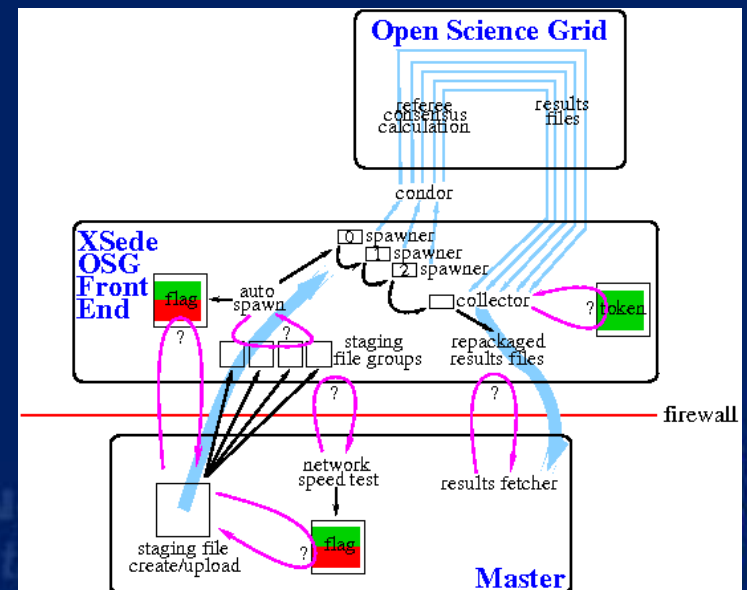 Open Science Grid
referee
consensus
calculation
results
files
condor
XSede
OSG
Front
End
0 spawner
1 spawner
2 spawner
flag
?
auto
spawn
?
collector
? token
staging
file groups
repackaged
results files
?
?
firewall
network
speed test
results fetcher
? flag
staging file
create/upload
Master